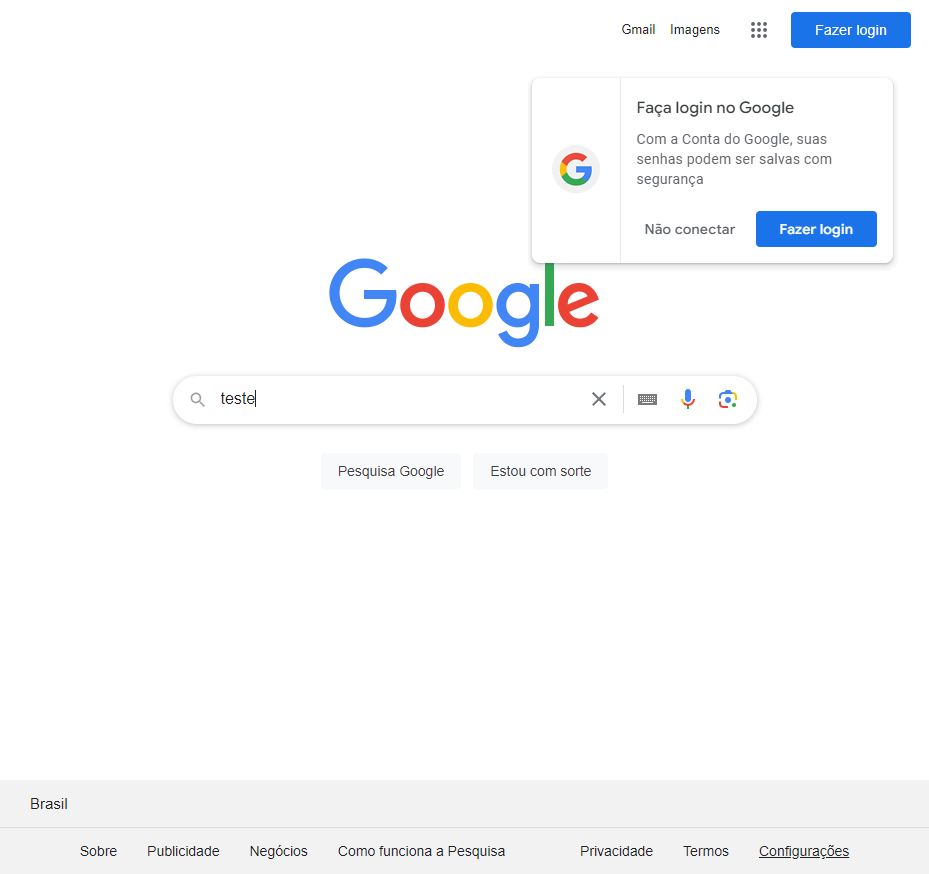 Gmail Imagens Fazer login
Faça login no Google
Com a Conta do Google, suas
senhas podem ser salvas com
segurança
Não conectar Fazer login
Google
teste
Pesquisa Google Estou com sorte
Brasil
Sobre Publicidade Negócios Como funciona a Pesquisa Privacidade Termos Configurações